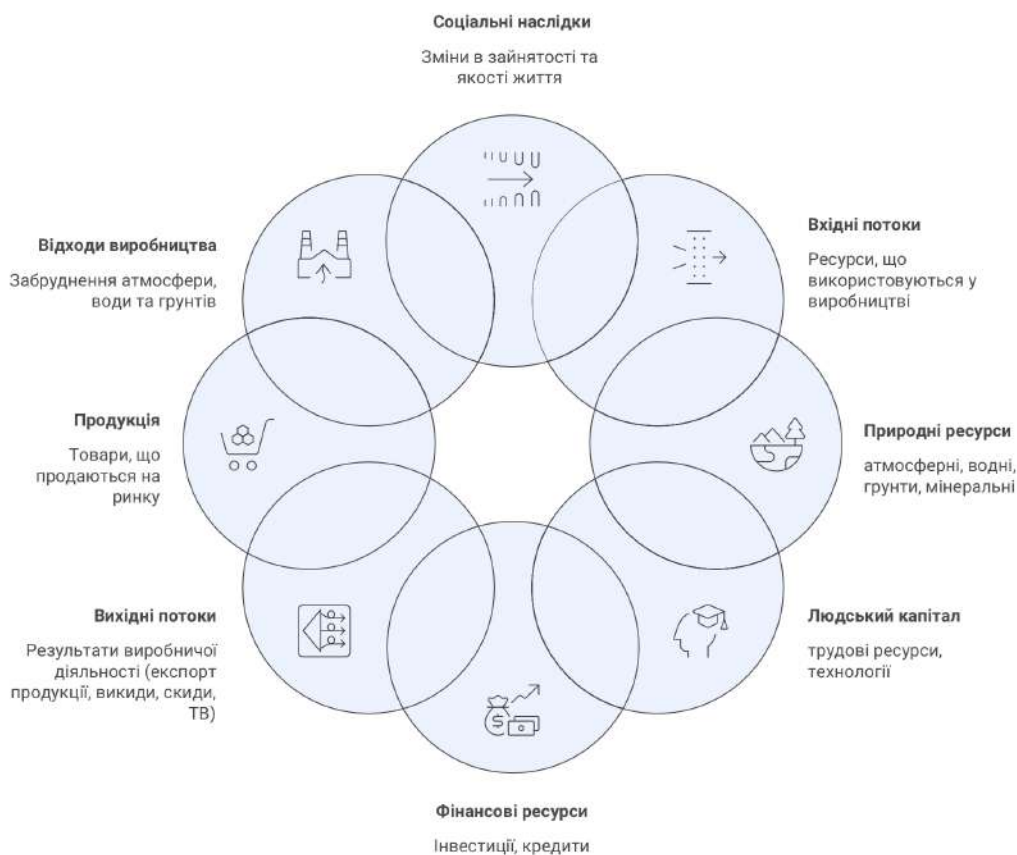 Соціальні наслідки
Зміни в зайнятості та
якості життя
Вхідні потоки
Ресурси, що
використовуються у
виробництві
Природні ресурси
атмосферні, водні,
грунти, мінеральні
Людський капітал
трудові ресурси,
технології
Фінансові ресурси
Інвестиції, кредити
Вихідні потоки
Результати виробничої
діяльності (експорт
продукції, викиди, скиди,
ТВ)
Продукція
Товари, що
продаються на
ринку
Відходи виробництва
Забруднення атмосфери,
води та грунтів